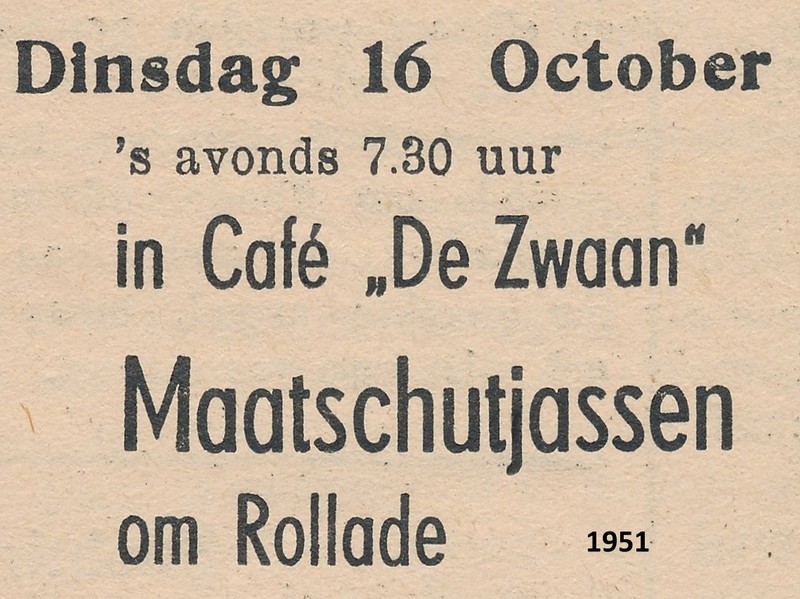 Dinsdag 16 October
's avonds 7.30 uur
in Café „De Zwaan“
Maatschutjassen
om Rollade
1951